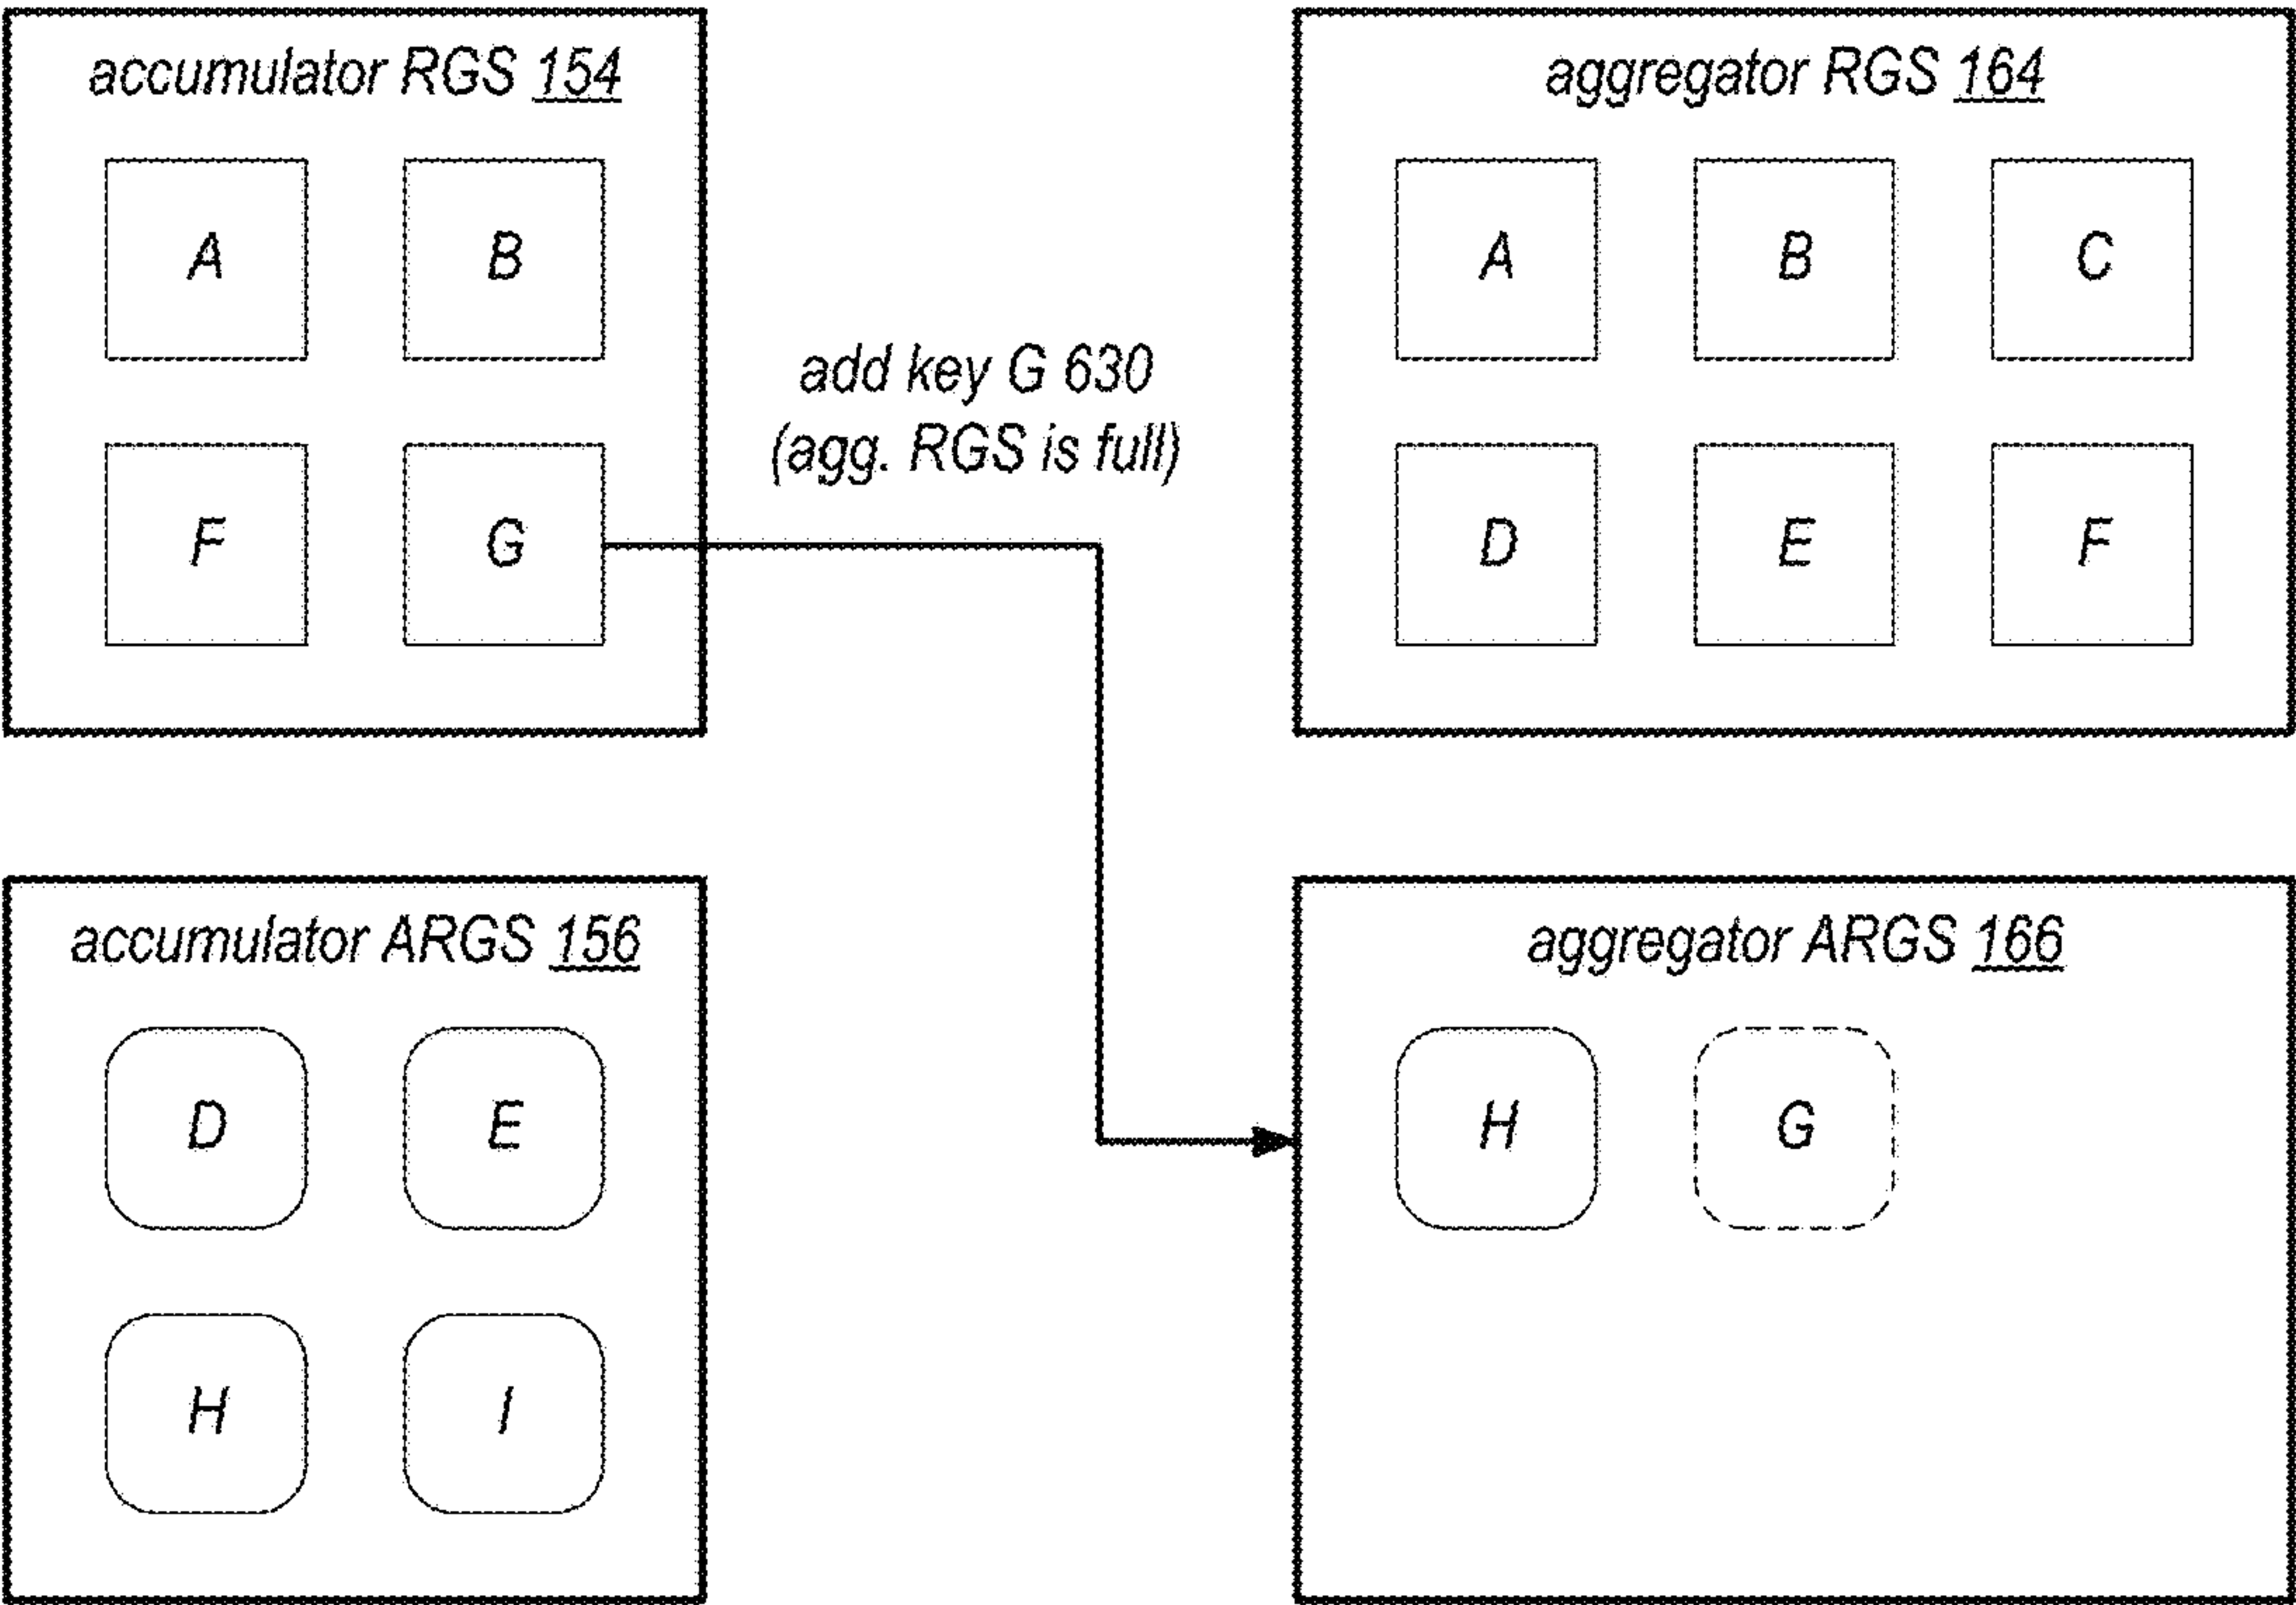 accumulator RGS 154
A B
F G
add key G 630
(agg. RGS is full)
aggregator RGS 164
A B C
D E F
accumulator ARGS 156
D E
H I
aggregator ARGS 166
H G